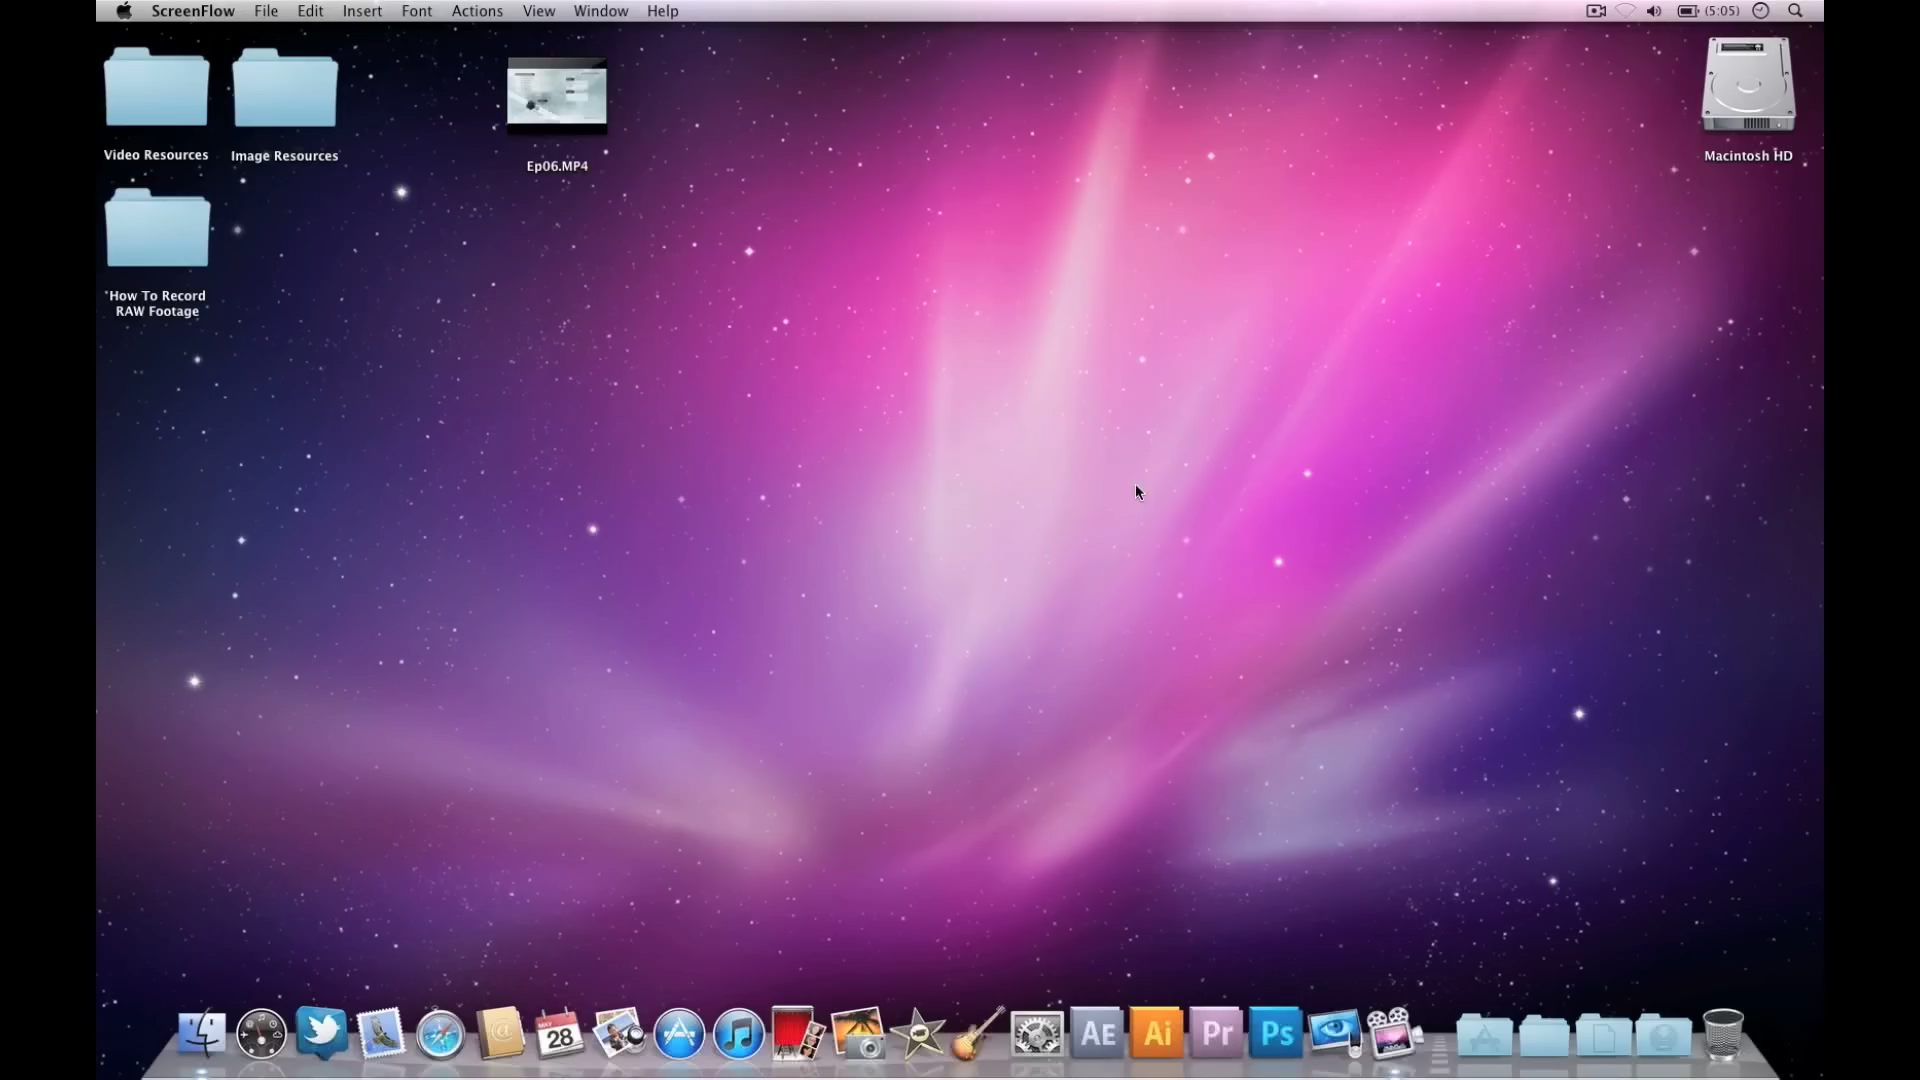 ScreenFlow File Edit Insert Font Actions View Window Help (5:05)
Video Resources
Image Resources
Ep06.MP4
Macintosh HD
"How To Record
RAW Footage
28
AE
Ai
Pr
Ps